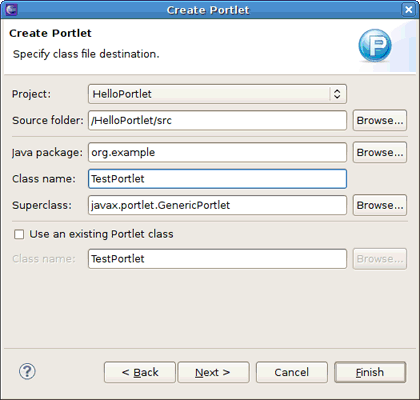 Create Portlet
Create Portlet
Specify class file destination.
P
Project: HelloPortlet
Source folder: /HelloPortlet/src Browse...
Java package: org.example Browse...
Class name: TestPortlet
Superclass: javax.portlet.GenericPortlet Browse...
Use an existing Portlet class
Class name: TestPortlet Browse...
? < Back Next > Cancel Finish